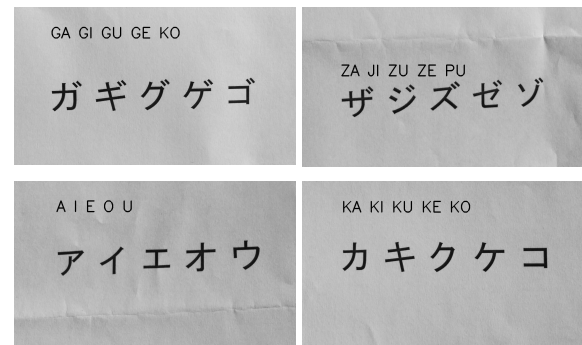 GA GI GU GE KO
ガ ギ グ ゲ ゴ
ZA JI ZU ZE PU
ザ ジ ズ ゼ ゾ
A I E O U
ア イ エ オ ウ
KA KI KU KE KO
カ キ ク ケ コ